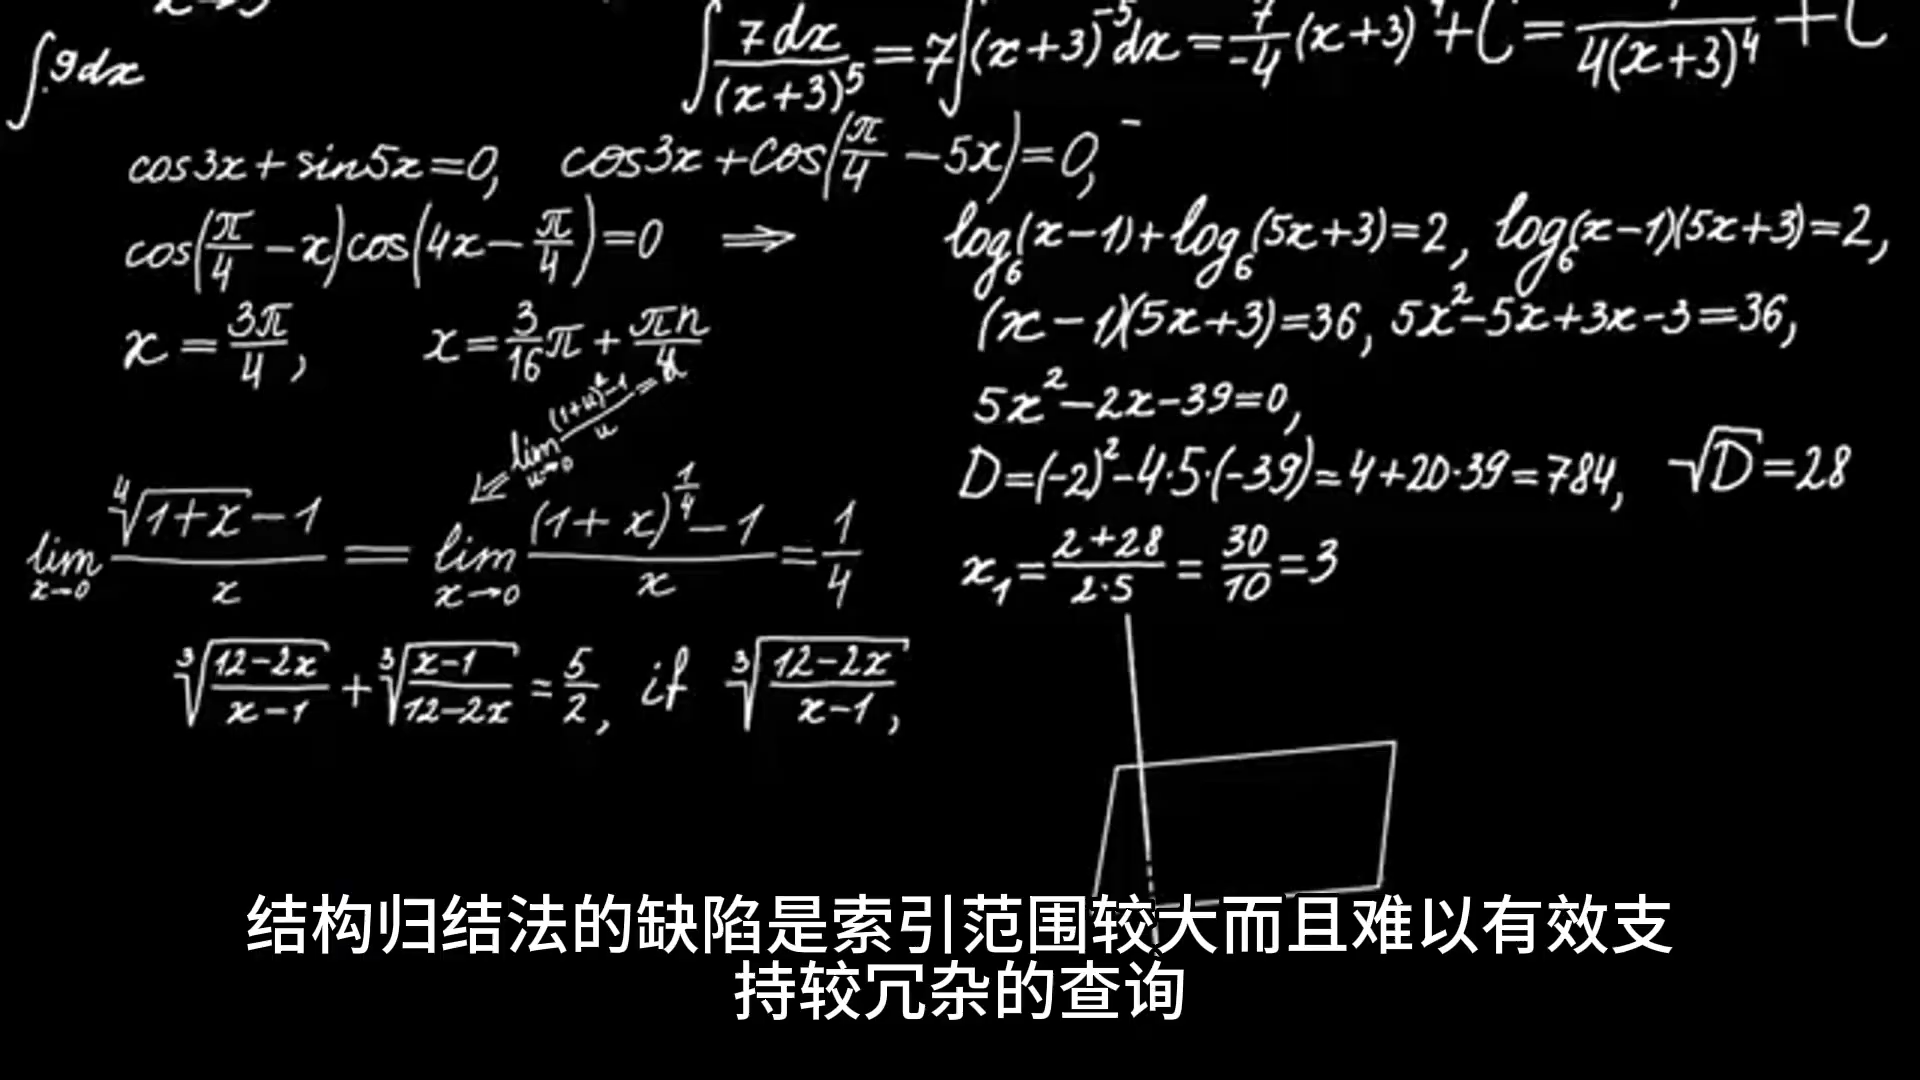 ∫9dx
∫7dx/(x+3)^5 = 7∫(x+3)^-5 dx = 7/-4 (x+3) +C = /4(x+3)^4 + C
cos3x+sin5x=0, cos3x+cos(π/4 −5x)=0, -
cos(π/4 −x)cos(4x−π/4)=0 ⇒
x=3π/4, x=3/16π+πn/4
lim u→0 (1+u)^α−1/u=α
lim x→0 ∜(1+x)−1/x = lim x→0 (1+x)^(1/4)−1/x = 1/4
∛(12−2x/x−1) + ∛(x−1/12−2x) = 5/2, if ∛(12−2x/x−1),
log₆(x−1)+log₆(5x+3)=2, log₆(x−1)(5x+3)=2,
(x−1)(5x+3)=36, 5x²−5x+3x−3=36,
5x²−2x−39=0,
D=(-2)²−4·5·(-39)=4+20·39=784, √D=28
x₁=2+28/2·5=30/10=3
结构归结法的缺陷是索引范围较大而且难以有效支
持较冗杂的查询